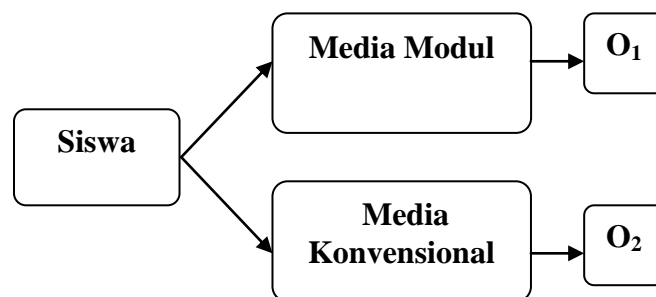 Media Modul
O₁
Siswa
Media
Konvensional
O₂